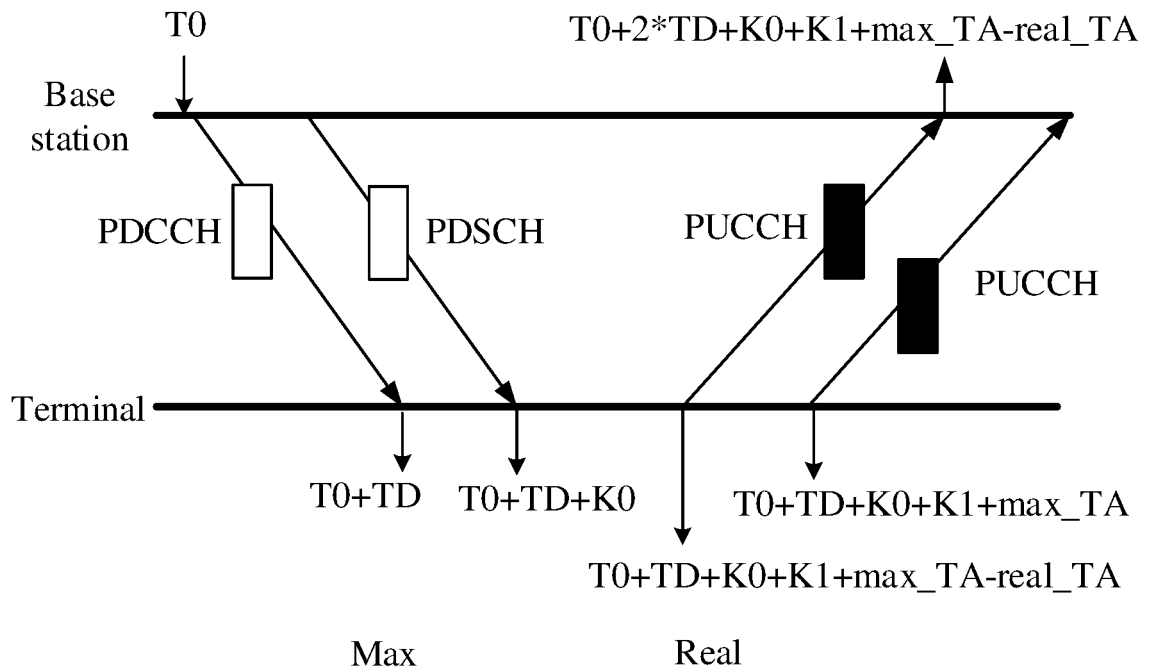 T0
T0+2*TD+K0+K1+max_TA-real_TA
Base
station
PDCCH
PDSCH
PUCCH
PUCCH
Terminal
T0+TD
T0+TD+K0
T0+TD+K0+K1+max_TA
T0+TD+K0+K1+max_TA-real_TA
Max
Real